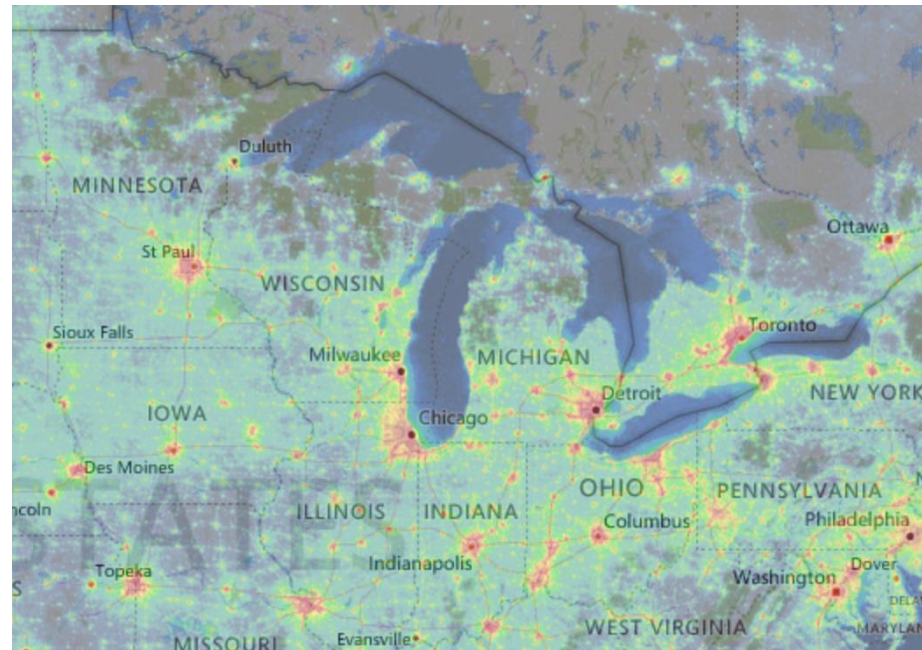 Duluth
MINNESOTA
Ottawa
St Paul
WISCONSIN
Sioux Falls
Toronto
Milwaukee
MICHIGAN
Detroit
NEW YORK
IOWA
Chicago
Des Moines
OHIO
PENNSYLVANIA
ncoln
STATES
ILLINOIS
INDIANA
Columbus
Philadelphia
Indianapolis
Topeka
Washington
Dover
S
DELA
WEST VIRGINIA
MARYLAN
MISSOURI
Evansville